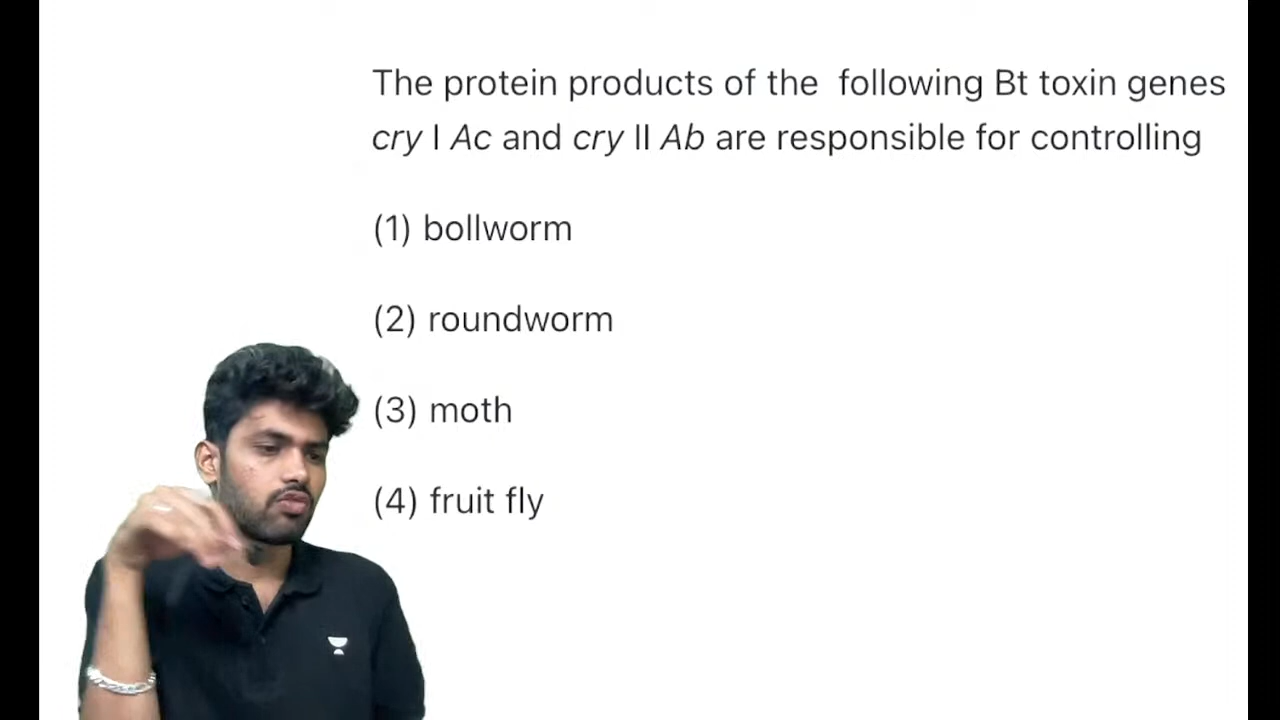 The protein products of the following Bt toxin genes
cry I Ac and cry II Ab are responsible for controlling
(1) bollworm
(2) roundworm
(3) moth
(4) fruit fly